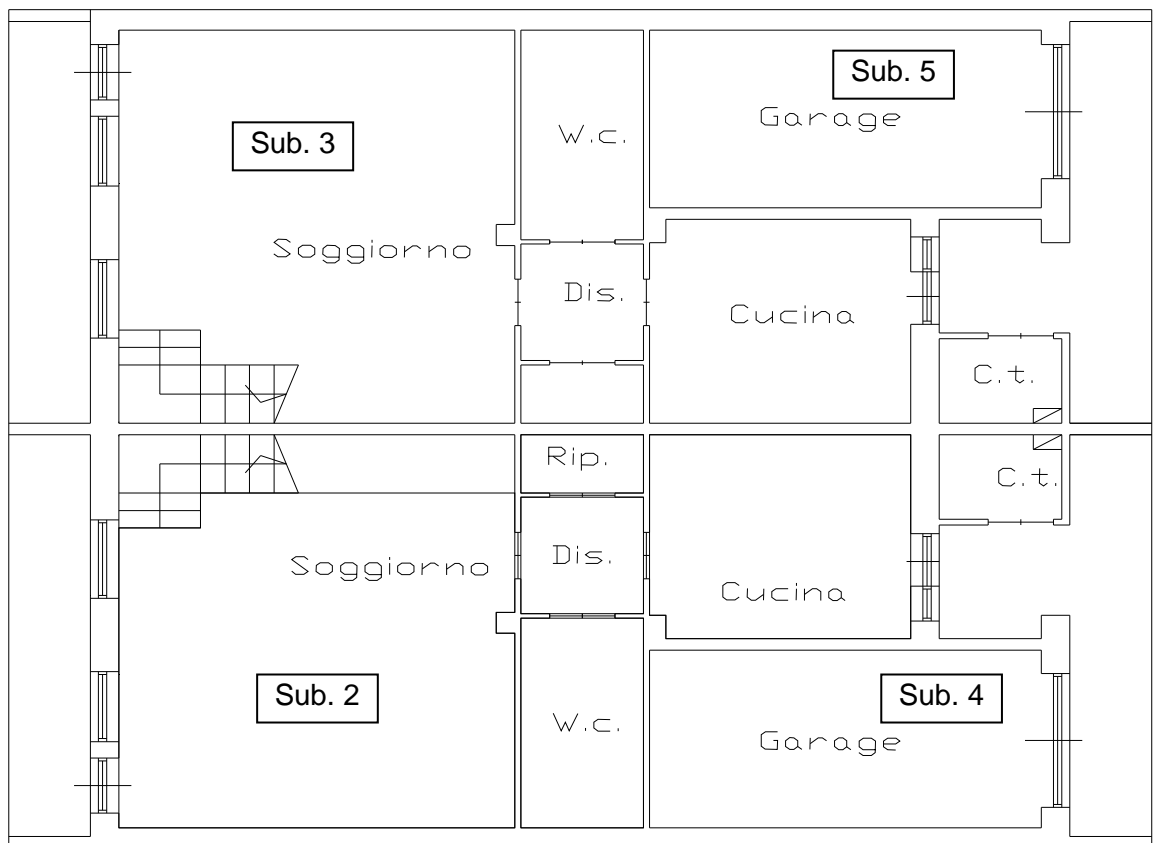 Sub. 5
Garage
W.c.
Sub. 3
Soggiorno
Dis.
Cucina
C.t.
Rip.
C.t.
Soggiorno
Dis.
Cucina
Sub. 2
Sub. 4
W.c.
Garage